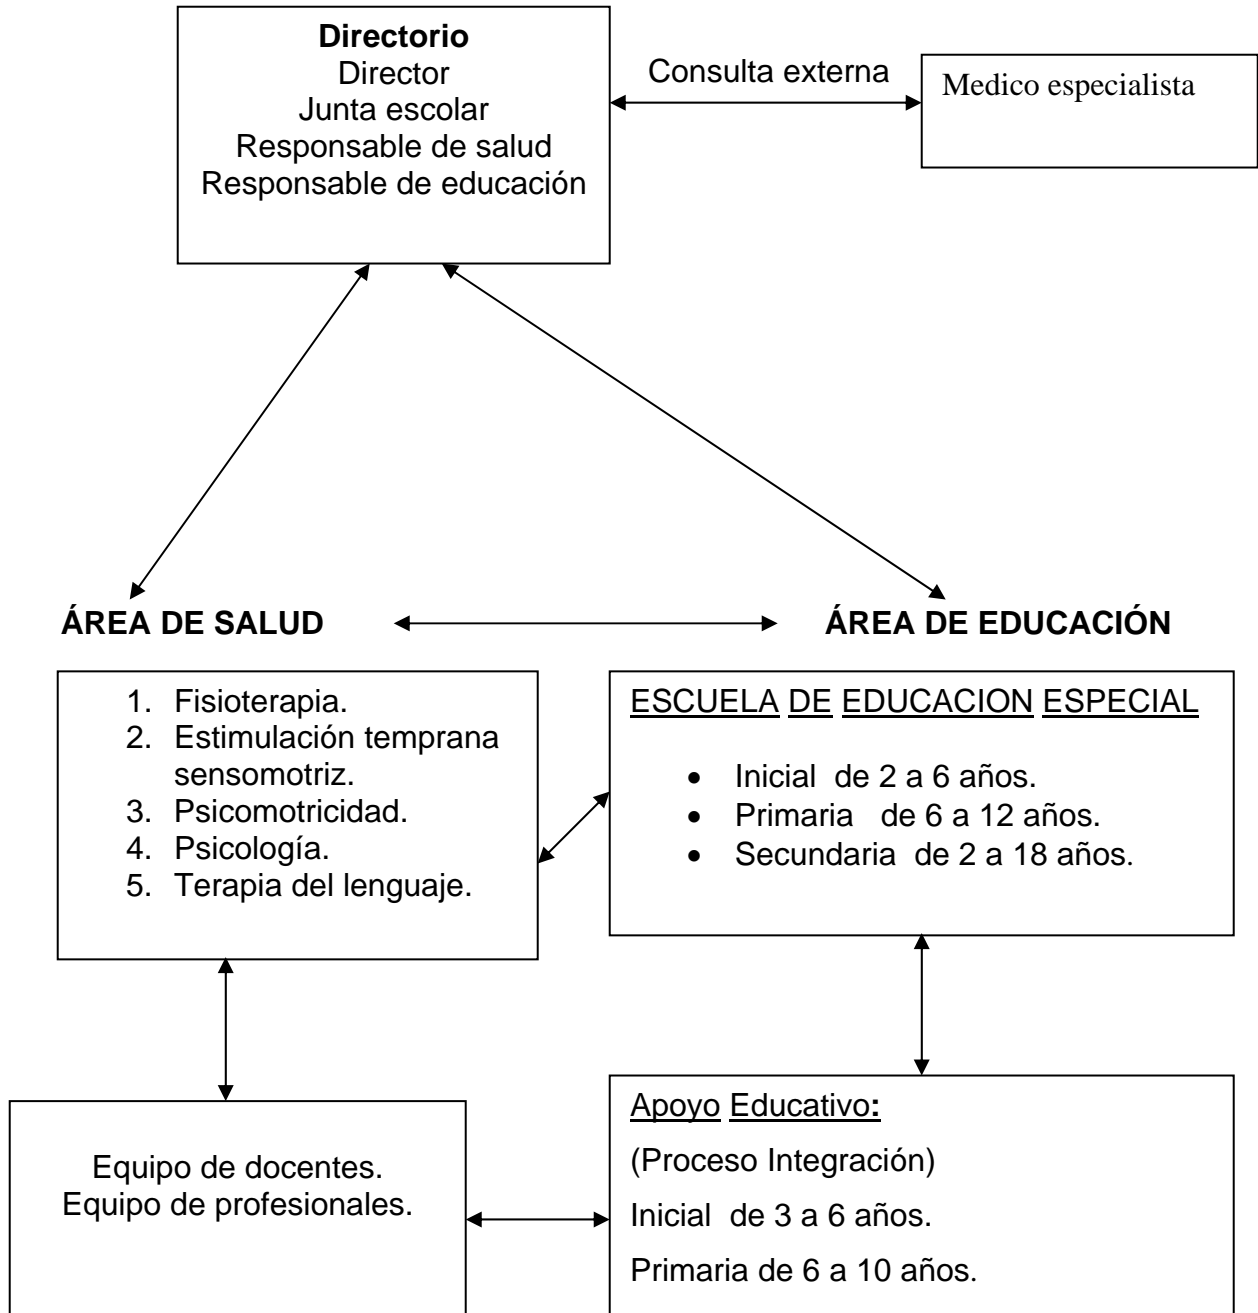 Directorio
Director
Junta escolar
Responsable de salud
Responsable de educación
Consulta externa
Medico especialista
ÁREA DE SALUD
ÁREA DE EDUCACIÓN
1. Fisioterapia.
2. Estimulación temprana
sensomotriz.
3. Psicomotricidad.
4. Psicología.
5. Terapia del lenguaje.
ESCUELA DE EDUCACION ESPECIAL
• Inicial de 2 a 6 años.
• Primaria de 6 a 12 años.
• Secundaria de 2 a 18 años.
Equipo de docentes.
Equipo de profesionales.
Apoyo Educativo:
(Proceso Integración)
Inicial de 3 a 6 años.
Primaria de 6 a 10 años.